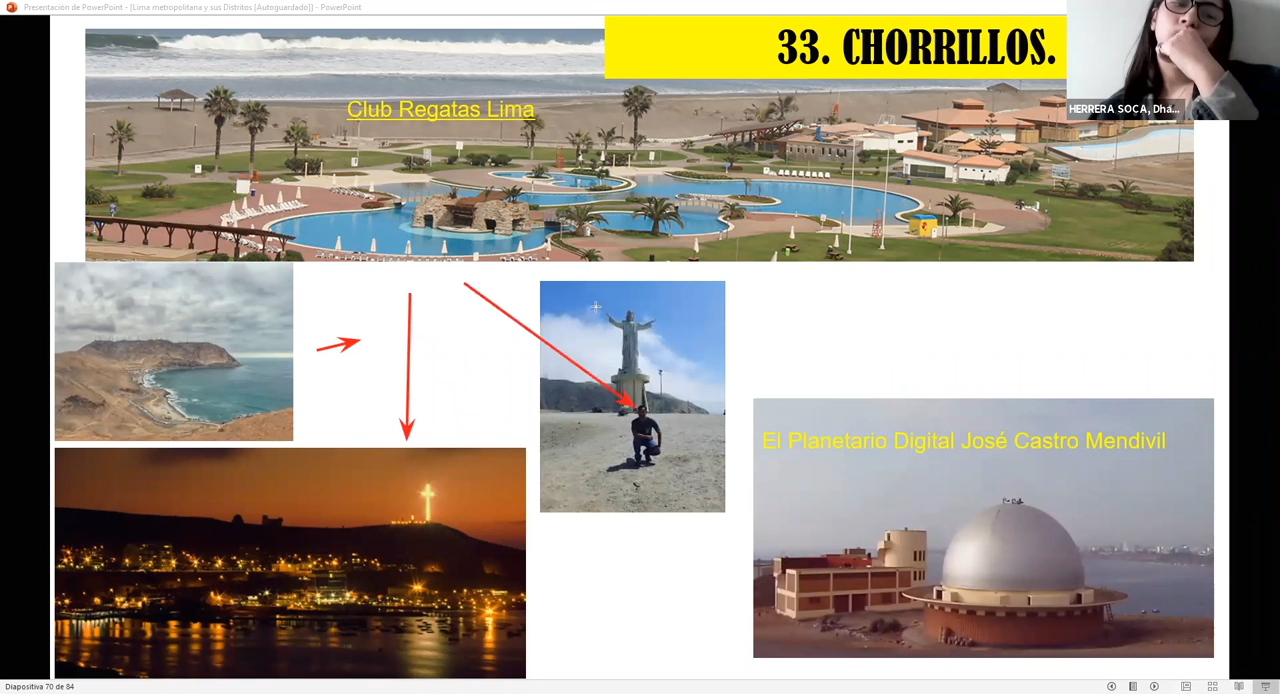 Presentación de PowerPoint - [Lima metropolitana y sus Distritos [Autoguardado]] - PowerPoint
33. CHORRILLOS.
Club Regatas Lima
HERRERA SOCA, Dha...
El Planetario Digital José Castro Mendivil
Diapositiva 70 de 84